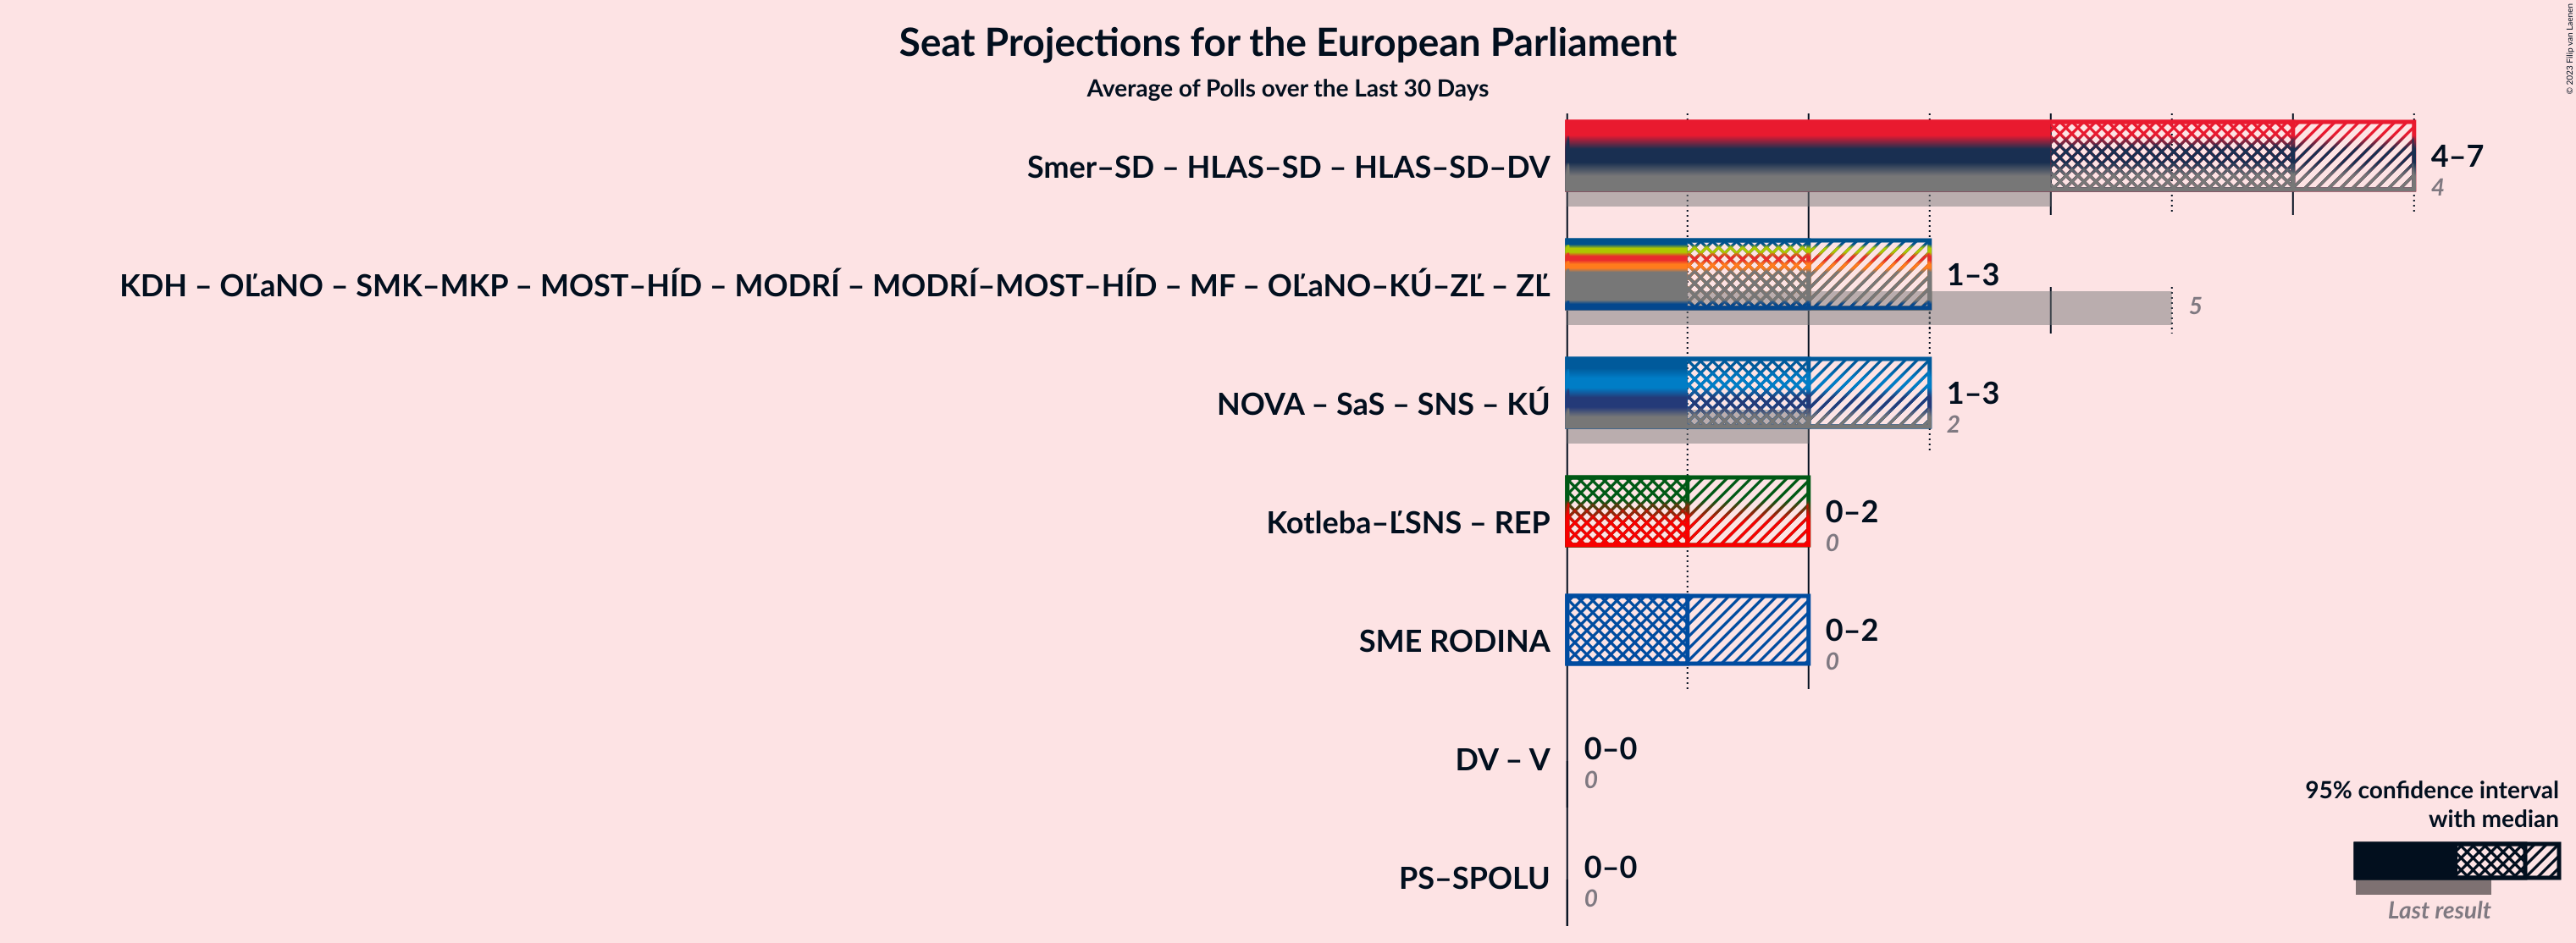 Seat Projections for the European Parliament
Average of Polls over the Last 30 Days
© 2023 Filip van Laenen
Smer–SD – HLAS–SD – HLAS–SD–DV
4–7
4
KDH – OĽaNO – SMK–MKP – MOST–HÍD – MODRÍ – MODRÍ–MOST–HÍD – MF – OĽaNO–KÚ–ZĽ – ZĽ
1–3
5
NOVA – SaS – SNS – KÚ
1–3
2
Kotleba–ĽSNS – REP
0–2
0
SME RODINA
0–2
0
DV – V
0–0
0
PS–SPOLU
0–0
0
95% confidence interval
with median
Last result